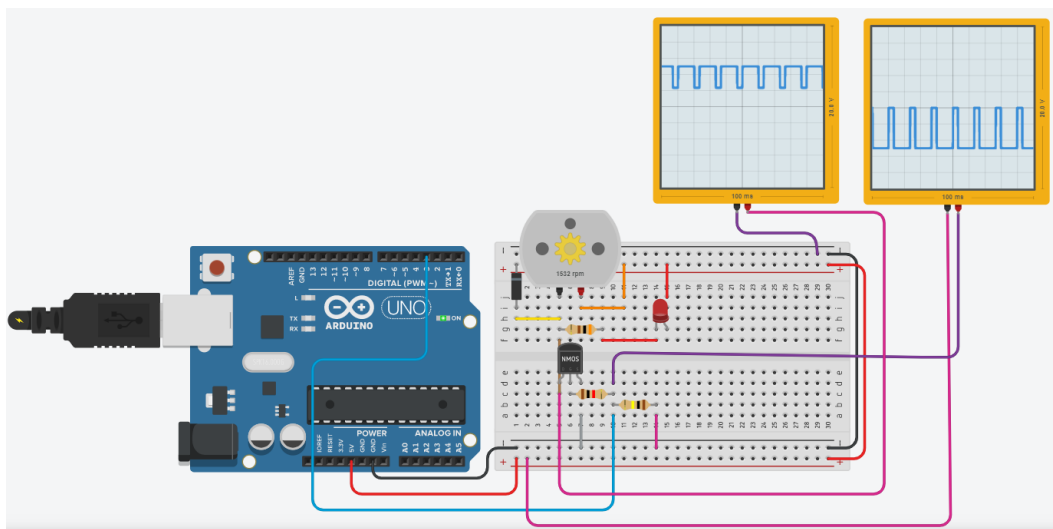 20.0 V
100 ms
20.0 V
100 ms
1532 rpm
AREF
GND
13
12
~11
~10
~9
8
7
~6
~5
4
~3
2
TX→1
RX←0
DIGITAL (PWM ~)
L
TX
RX
UNO
ARDUINO
ON
NMOS
IOREF
RESET
3.3V
5V
GND
GND
Vin
POWER
ANALOG IN
A0
A1
A2
A3
A4
A5
j
i
h
g
f
e
d
c
b
a